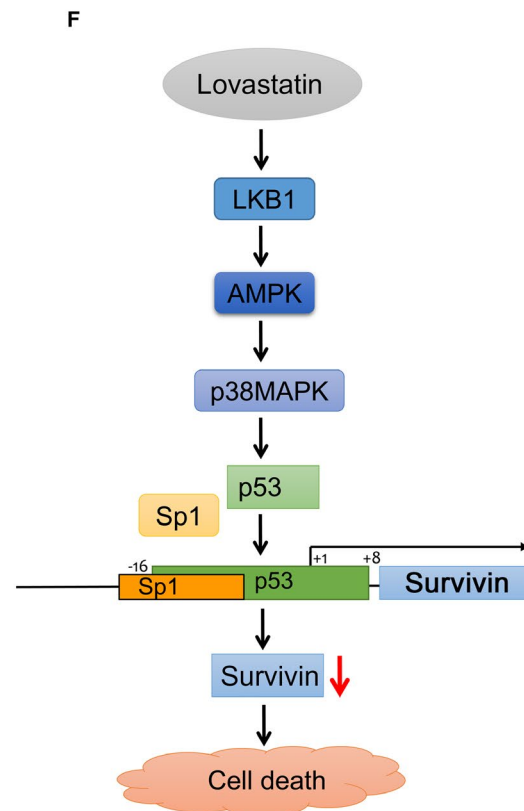 F
Lovastatin
LKB1
AMPK
p38MAPK
p53
Sp1
-16
+1
+8
Sp1
p53
Survivin
Survivin
Cell death